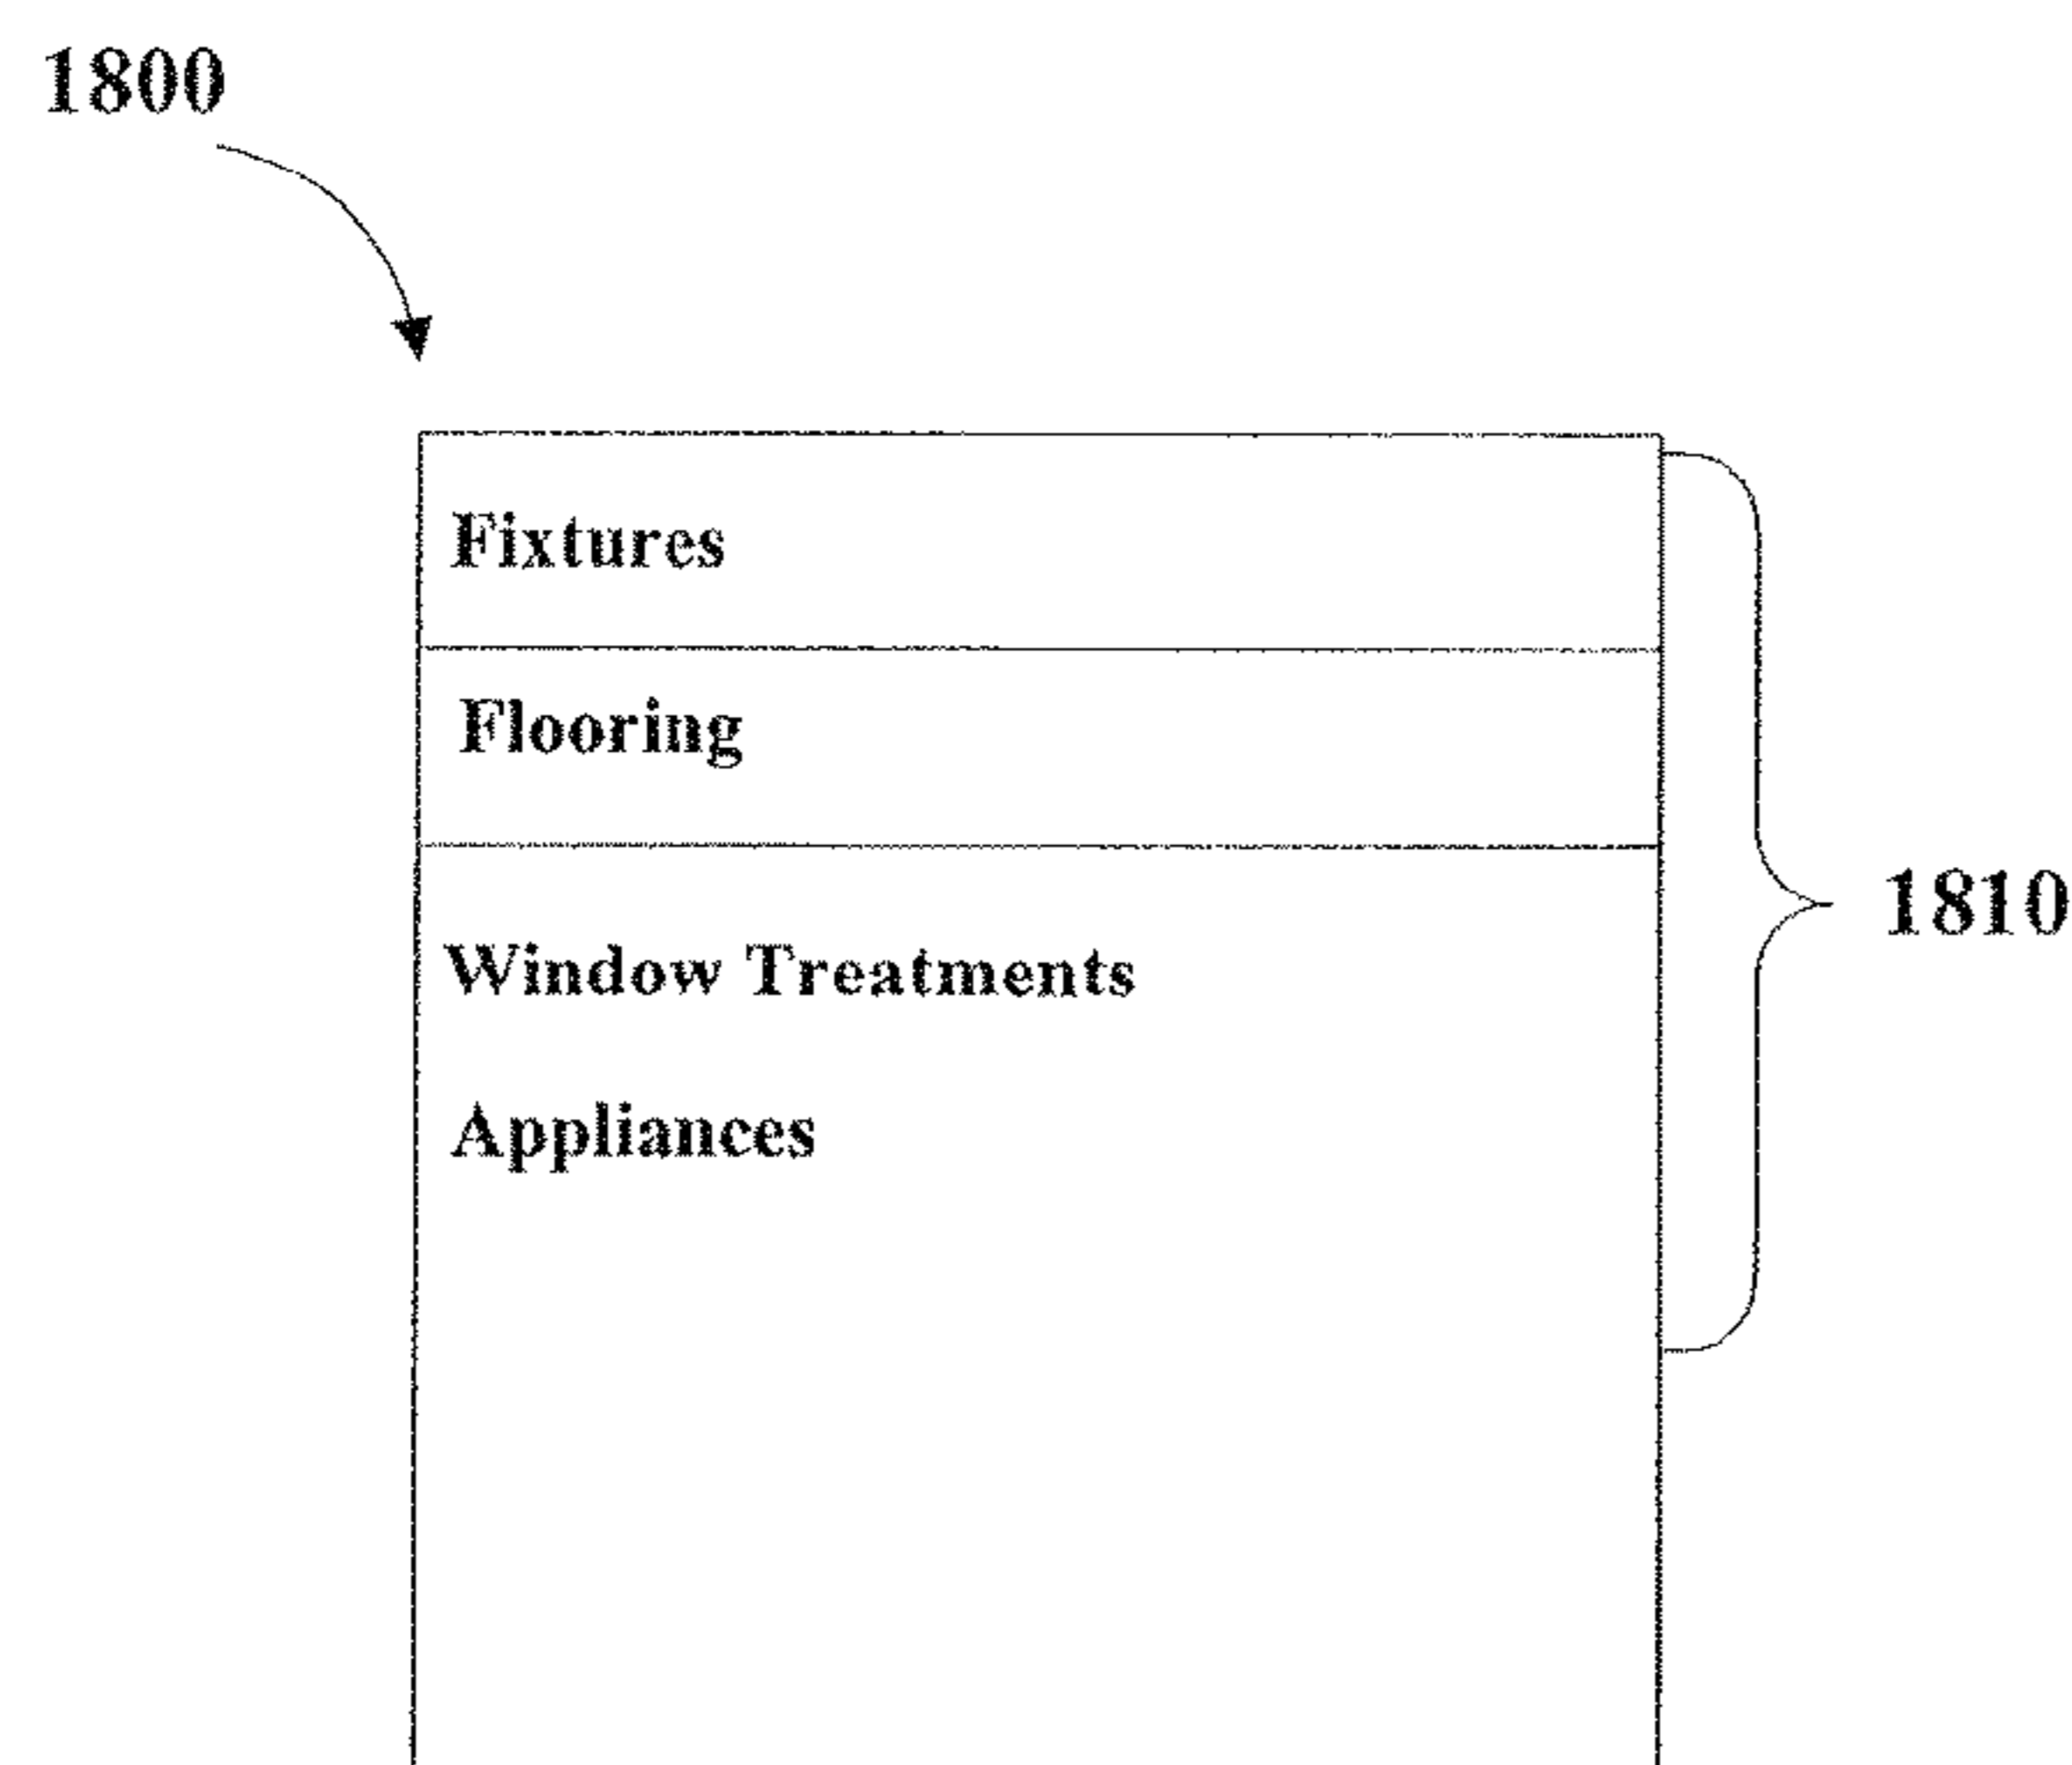 1800
Fixtures
Flooring
1810
Window Treatments
Appliances